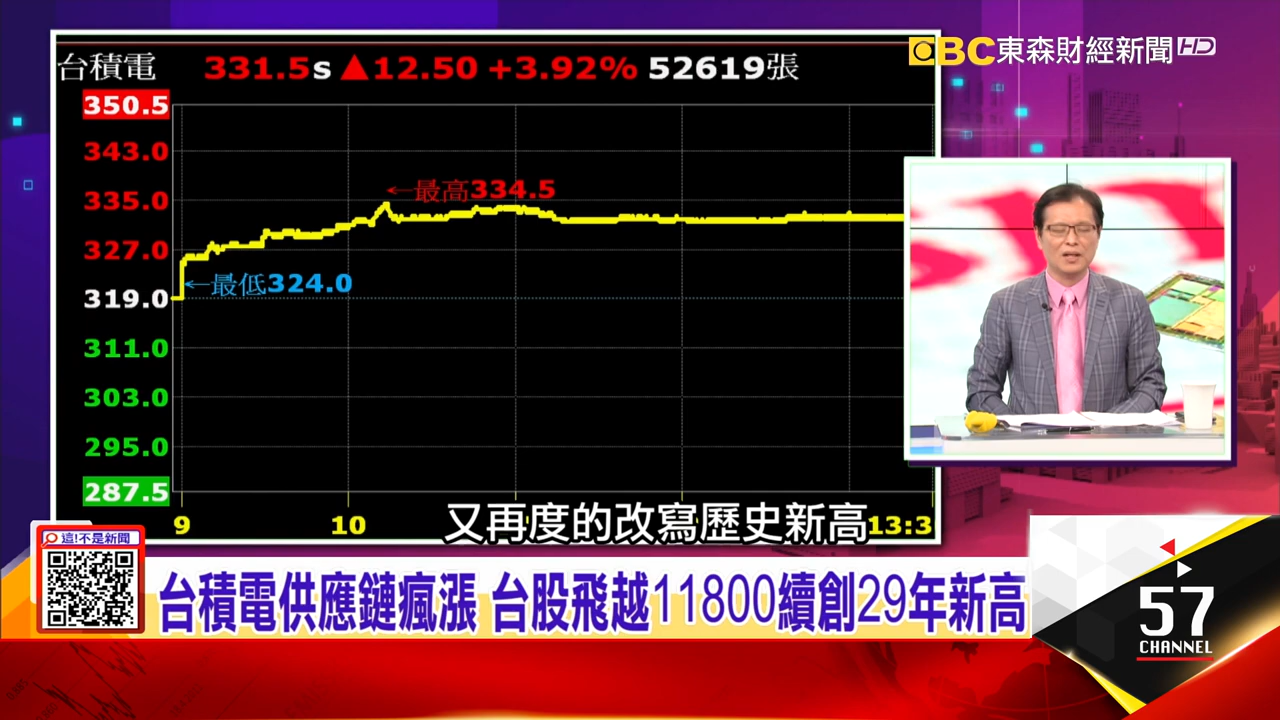 台積電 331.5s ▲12.50 +3.92% 52619張
EBC東森財經新聞HD
350.5
343.0
335.0
327.0
319.0
311.0
303.0
295.0
287.5
←最高334.5
←最低324.0
9 10 13:3
又再度的改寫歷史新高
這!不是新聞
台積電供應鏈瘋漲 台股飛越11800續創29年新高
57
CHANNEL